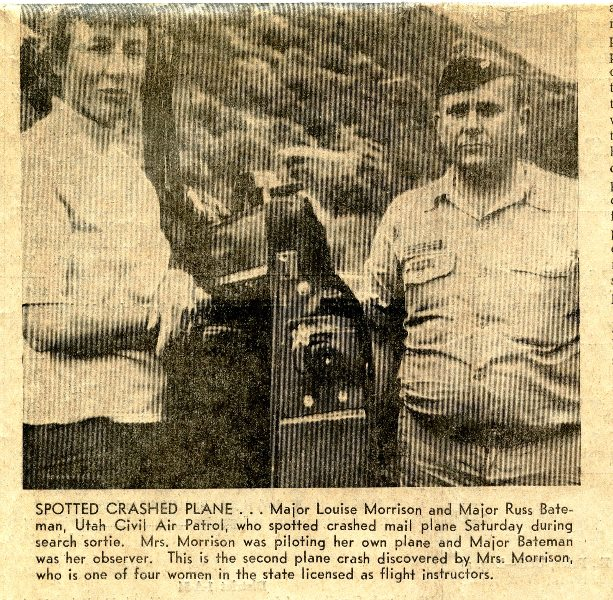 SPOTTED CRASHED PLANE . . . Major Louise Morrison and Major Russ Bate-
man, Utah Civil Air Patrol, who spotted crashed mail plane Saturday during
search sortie. Mrs. Morrison was piloting her own plane and Major Bateman
was her observer. This is the second plane crash discovered by Mrs. Morrison,
who is one of four women in the state licensed as flight instructors.